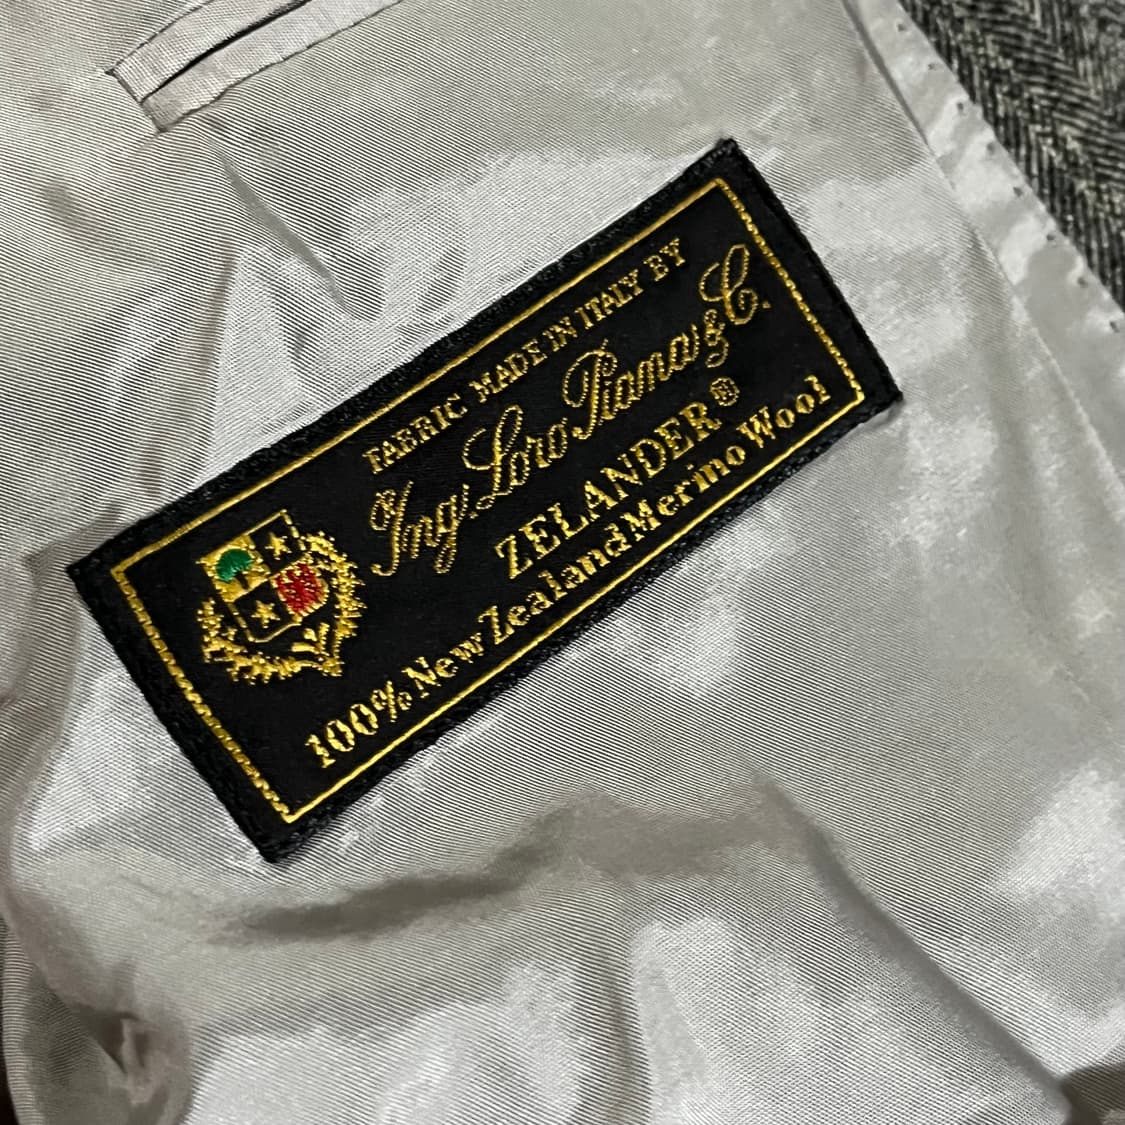 FABRIC MADE IN ITALY BY
Ing. Loro Piana & C.
ZELANDER®
100% New Zealand Merino Wool